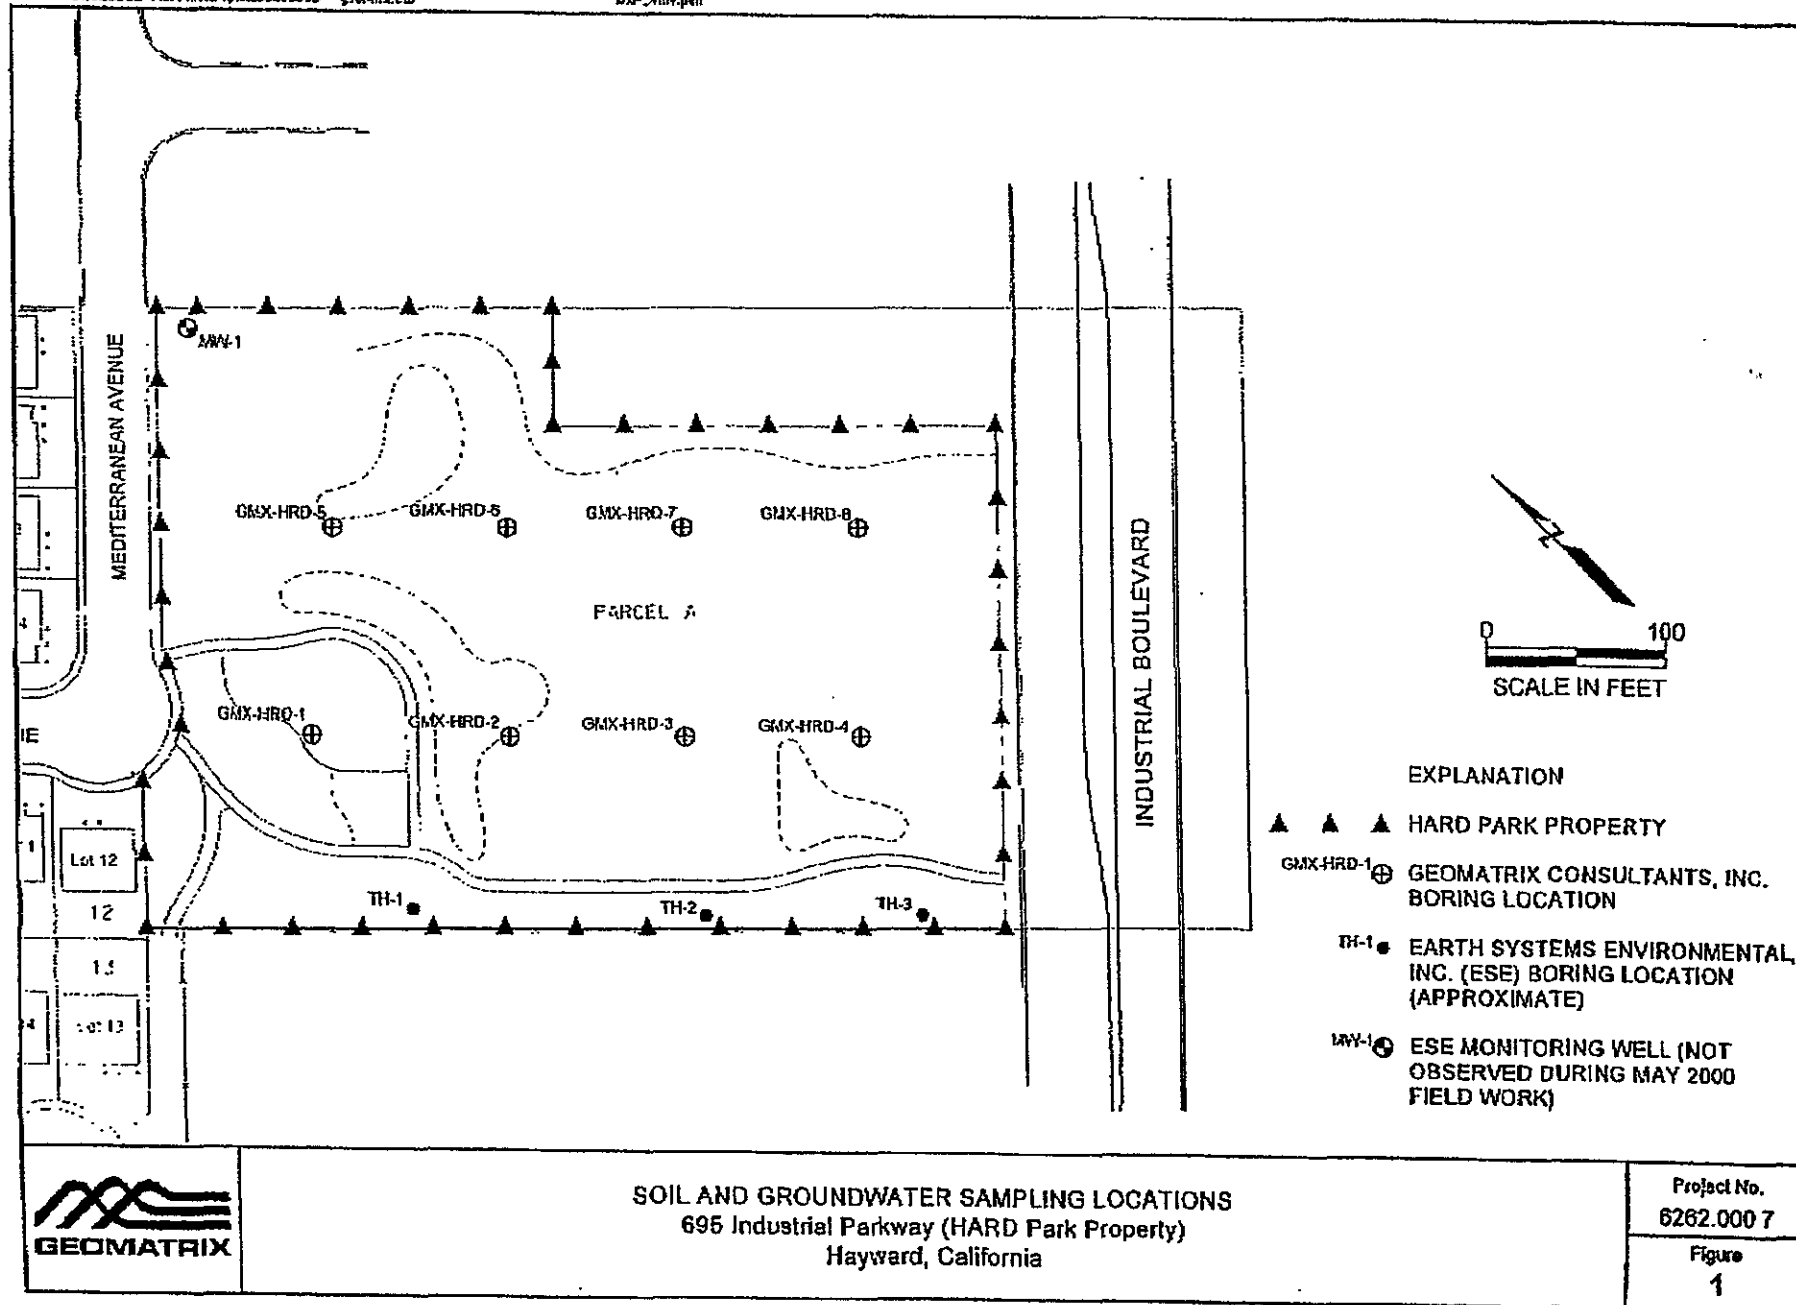 MW-1
MEDITERRANEAN AVENUE
GMX-HRD-5
GMX-HRD-6
GMX-HRD-7
GMX-HRD-8
PARCEL A
INDUSTRIAL BOULEVARD
GMX-HRD-1
GMX-HRD-2
GMX-HRD-3
GMX-HRD-4
Lot 12
12
TH-1
TH-2
TH-3
13
Lot 13
0 100
SCALE IN FEET
EXPLANATION
HARD PARK PROPERTY
GMX-HRD-1 GEOMATRIX CONSULTANTS, INC.
BORING LOCATION
TH-1 EARTH SYSTEMS ENVIRONMENTAL,
INC. (ESE) BORING LOCATION
(APPROXIMATE)
MW-1 ESE MONITORING WELL (NOT
OBSERVED DURING MAY 2000
FIELD WORK)
GEOMATRIX
SOIL AND GROUNDWATER SAMPLING LOCATIONS
695 Industrial Parkway (HARD Park Property)
Hayward, California
Project No.
6262.000 7
Figure
1